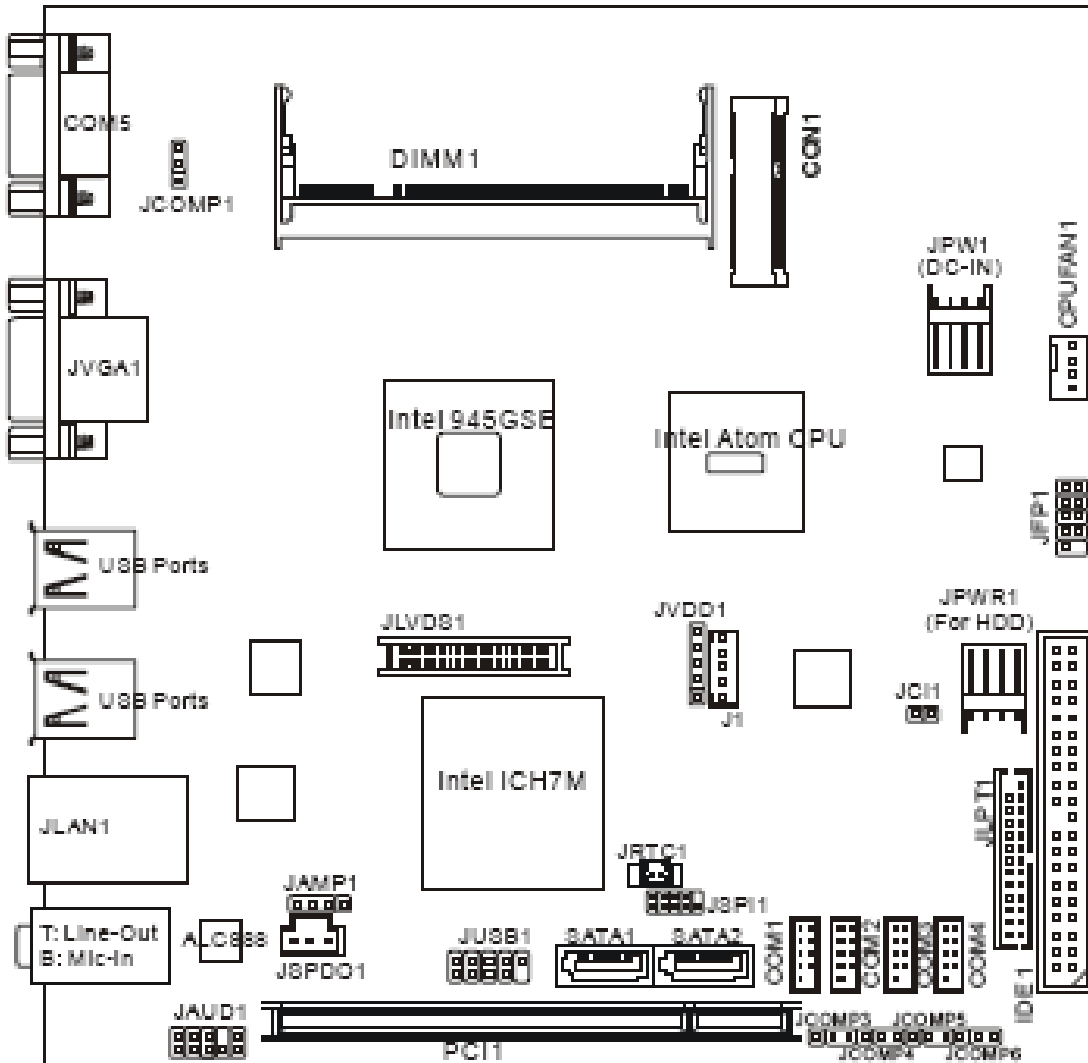 COM5
JCOMP1
DIMM1
CON1
JPW1
(DC-IN)
CPUFAN1
JVGA1
Intel 945GSE
Intel Atom CPU
JFP1
USB Ports
JLVDS1
JVDD1
J1
JPWR1
(For HDD)
JCI1
USB Ports
Intel ICH7M
JLAN1
JLPT1
JRTC1
JSPI1
JAMP1
T: Line-Out
B: Mic-In
ALC888
JSPDO1
JUSB1
SATA1
SATA2
COM1
COM2
COM3
COM4
IDE1
JAUD1
PCI1
JCOMP3
JCOMP5
JCOMP4
JCOMP6